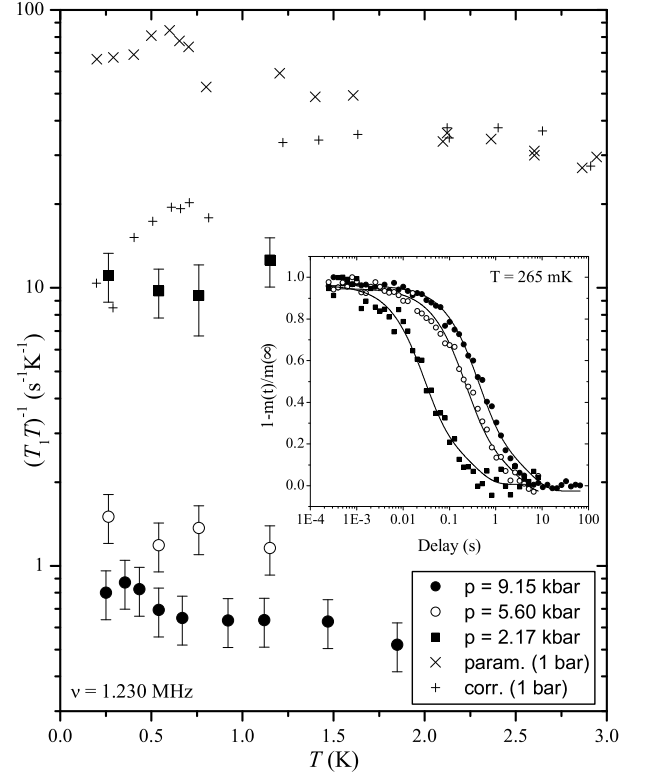 100
10
1
(T₁T)⁻¹ (s⁻¹K⁻¹)
0.0 0.5 1.0 1.5 2.0 2.5 3.0
T (K)
ν = 1.230 MHz
T = 265 mK
1.0
0.8
0.6
0.4
0.2
0.0
1-m(t)/m(∞)
1E-4 1E-3 0.01 0.1 1 10 100
Delay (s)
p = 9.15 kbar
p = 5.60 kbar
p = 2.17 kbar
param. (1 bar)
corr. (1 bar)